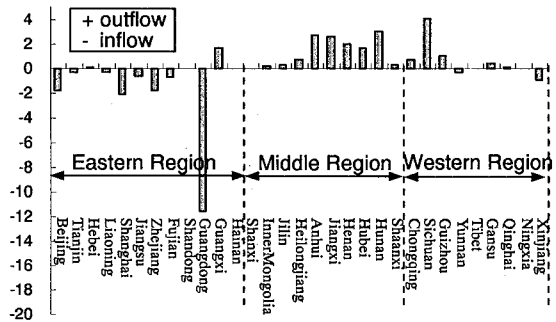 4
2
0
-2
-4
-6
-8
-10
-12
-14
-16
-18
-20
+ outflow
- inflow
Eastern Region
Middle Region
Western Region
Beijing
Tianjin
Hebei
Liaoning
Shanghai
Jiangsu
Zhejiang
Fujian
Shandong
Guangdong
Guangxi
Hainan
Shanxi
InnerMongolia
Jilin
Heilongjiang
Anhui
Jiangxi
Henan
Hubei
Hunan
Shaanxi
Chongqing
Sichuan
Guizhou
Yunnan
Tibet
Gansu
Qinghai
Ningxia
Xinjiang